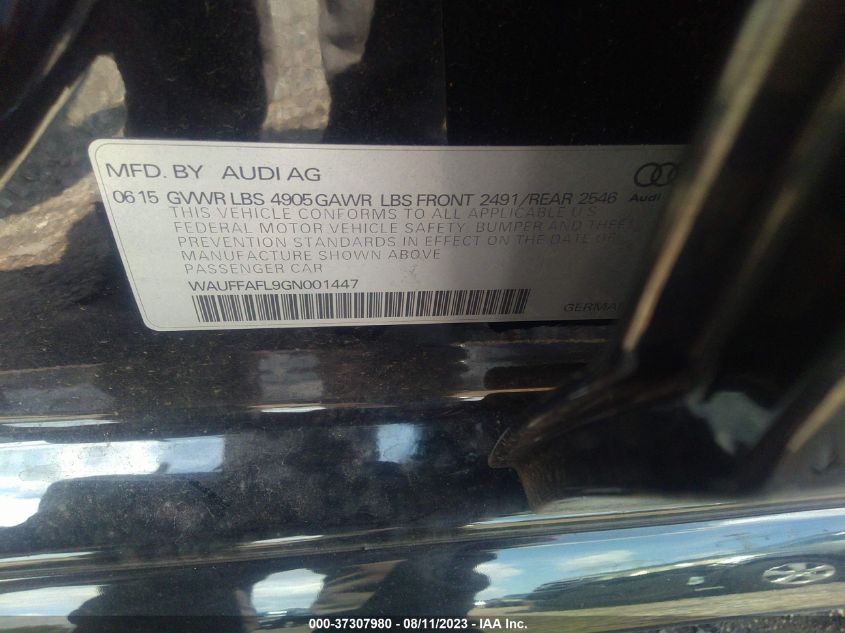 MFD. BY AUDI AG
06 15 GVWR LBS 4905 GAWR LBS FRONT 2491/REAR 2546
Audi
THIS VEHICLE CONFORMS TO ALL APPLICABLE U.S.
FEDERAL MOTOR VEHICLE SAFETY, BUMPER AND THEFT
PREVENTION STANDARDS IN EFFECT ON THE DATE OF
MANUFACTURE SHOWN ABOVE
PASSENGER CAR
WAUFFAFL9GN001447
000-37307980 - 08/11/2023 - IAA Inc.